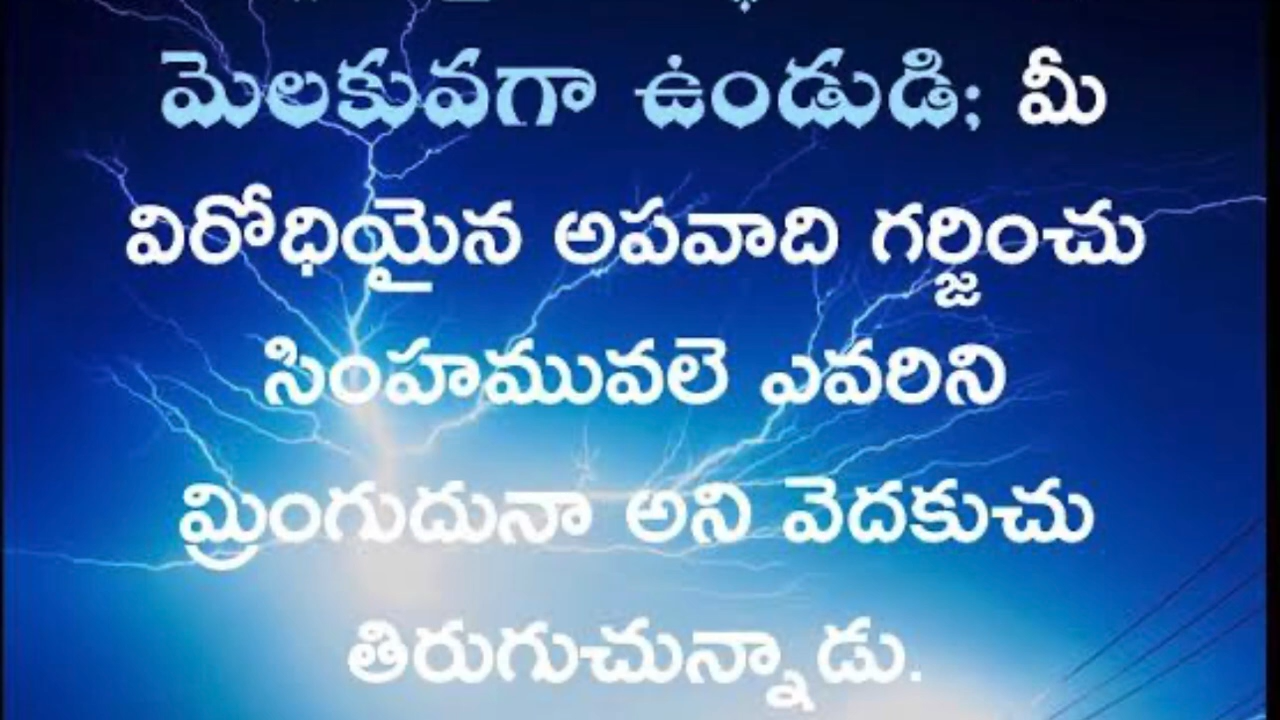 మెలకువగా ఉండుడి; మీ
విరోధియైన అపవాది గర్జించు
సింహమువలె ఎవరిని
మ్రింగుదునా అని వెదకుచు
తిరుగుచున్నాడు.